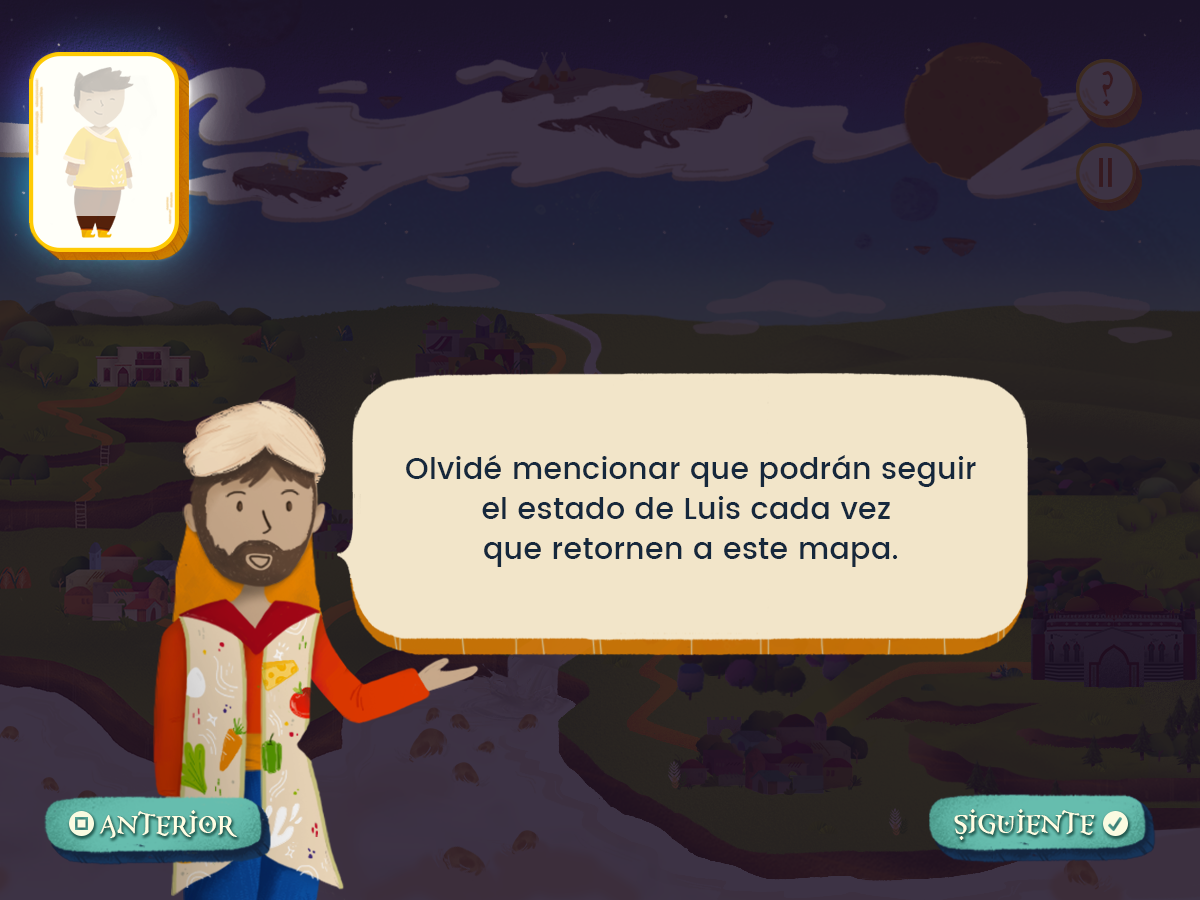 ?
Olvidé mencionar que podrán seguir
el estado de Luis cada vez
que retornen a este mapa.
ANTERIOR
SIGUIENTE